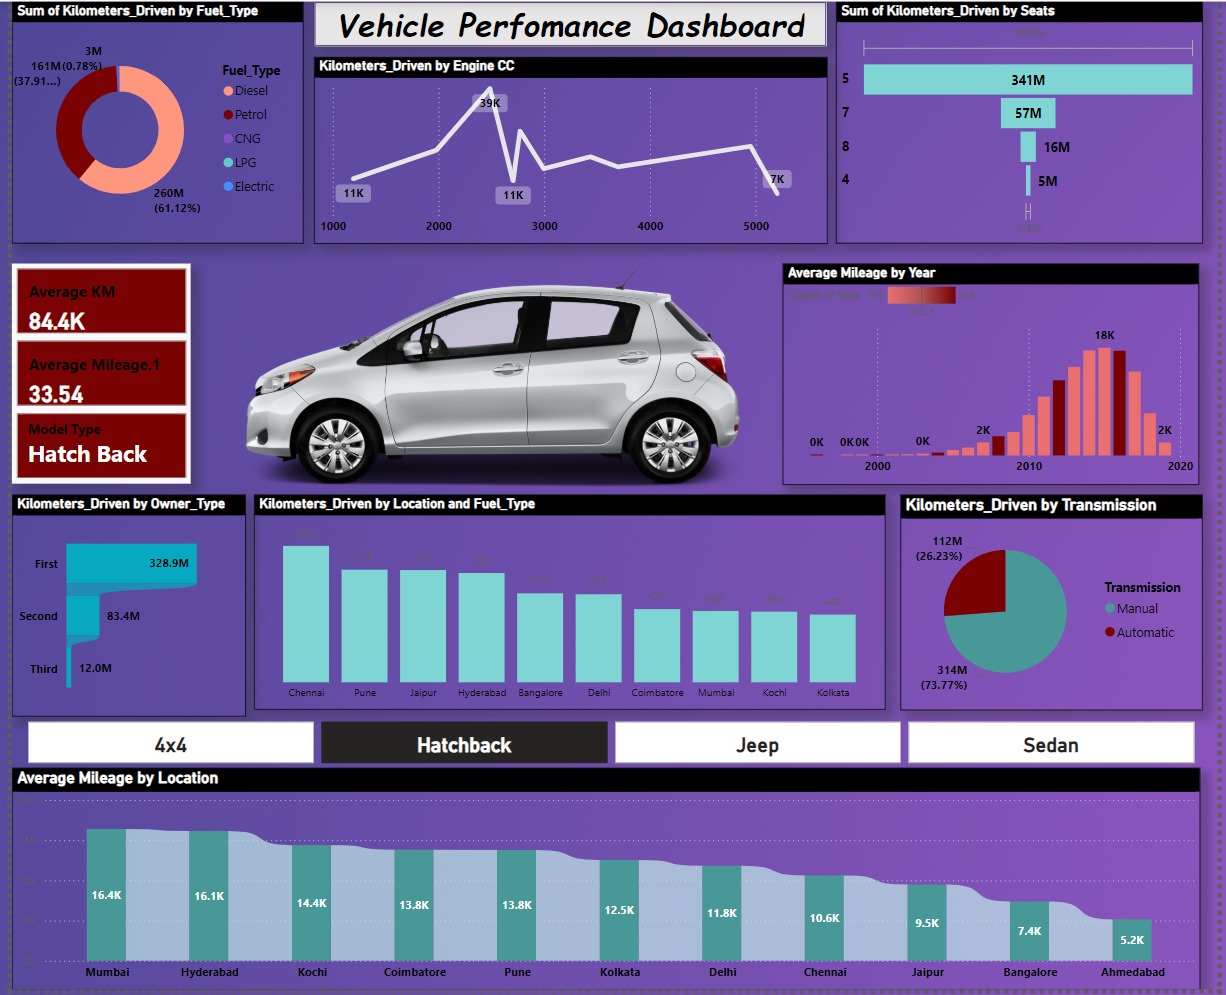 Sum of Kilometers_Driven by Fuel_Type
3M
(0.78%)
161M
(37.91...)
260M
(61.12%)
Fuel_Type
Diesel
Petrol
CNG
LPG
Electric
Vehicle Perfomance Dashboard
Kilometers_Driven by Engine CC
39K
11K
11K
7K
1000 2000 3000 4000 5000
Sum of Kilometers_Driven by Seats
100%
5 341M
7 57M
8 16M
4 5M
1.4%
Average KM
84.4K
Average Mileage.1
33.54
Model Type
Hatch Back
Average Mileage by Year
Count of Year
365.5
18K
0K 0K 0K 0K 2K 2K
2000 2010 2020
Kilometers_Driven by Owner_Type
First 328.9M
Second 83.4M
Third 12.0M
Kilometers_Driven by Location and Fuel_Type
Chennai Pune Jaipur Hyderabad Bangalore Delhi Coimbatore Mumbai Kochi Kolkata
Kilometers_Driven by Transmission
112M
(26.23%)
314M
(73.77%)
Transmission
Manual
Automatic
4x4 Hatchback Jeep Sedan
Average Mileage by Location
20K
15K
10K
5K
0K
16.4K 16.1K 14.4K 13.8K 13.8K 12.5K 11.8K 10.6K 9.5K 7.4K 5.2K
Mumbai Hyderabad Kochi Coimbatore Pune Kolkata Delhi Chennai Jaipur Bangalore Ahmedabad